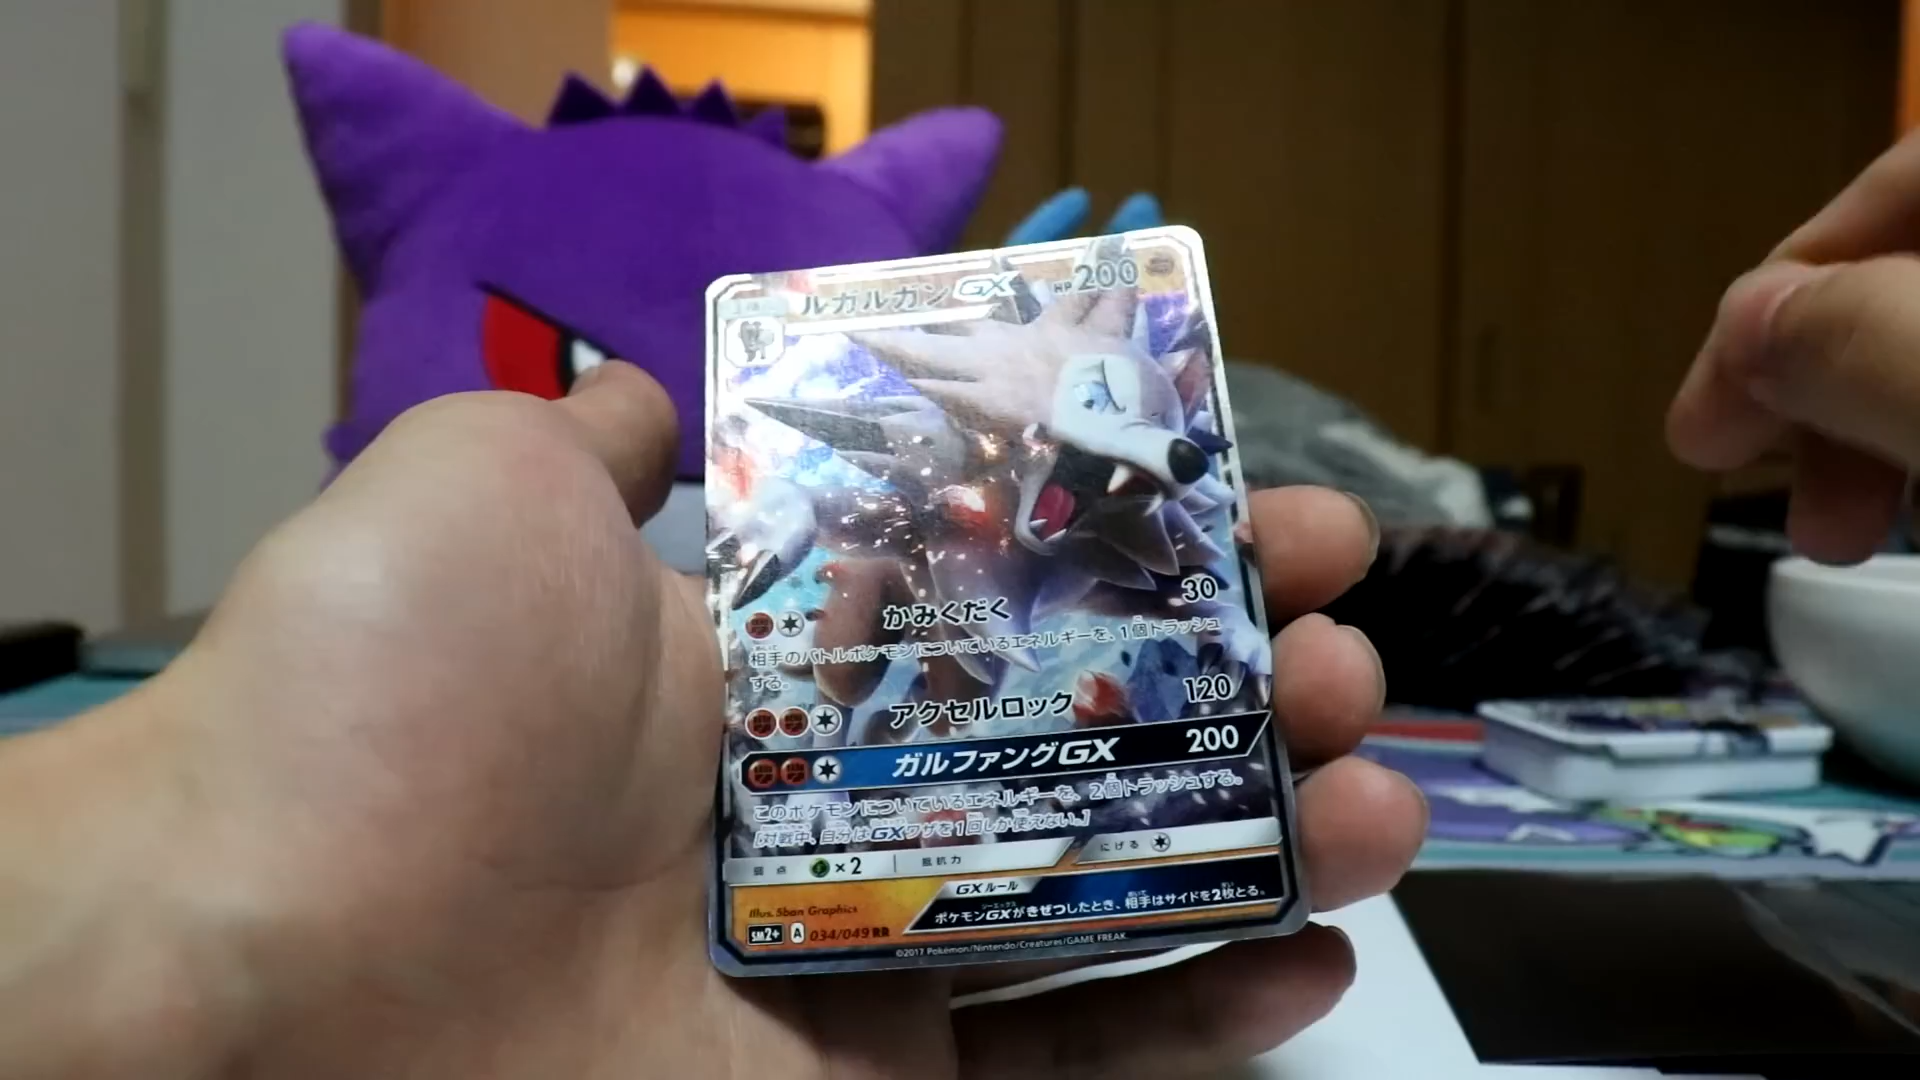 ルガルガンGX HP200
かみくだく 30
相手のバトルポケモンについているエネルギーを、1個トラッシュ
する。
アクセルロック 120
ガルファングGX 200
このポケモンについているエネルギーを、2個トラッシュする。
[対戦中、自分はGXワザを1回しか使えない。]
弱点 ×2 抵抗力 にげる
GXルール
ポケモンGXがきぜつしたとき、相手はサイドを2枚とる。
Illus. 5ban Graphics
SM2+ A 034/049 RR
©2017 Pokémon/Nintendo/Creatures/GAME FREAK.